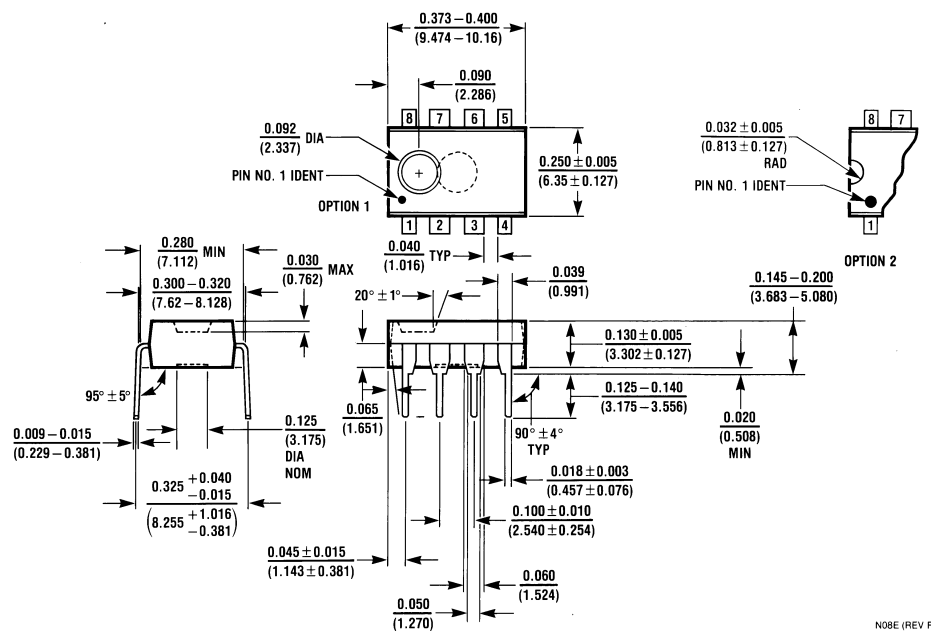 0.373 – 0.400
(9.474 – 10.16)
0.090
(2.286)
8 7 6 5
0.092 DIA
(2.337)
+
PIN NO. 1 IDENT
OPTION 1
1 2 3 4
0.250 ± 0.005
(6.35 ± 0.127)
8 7
0.032 ± 0.005
(0.813 ± 0.127)
RAD
PIN NO. 1 IDENT
1
OPTION 2
0.280 MIN
(7.112)
0.030 MAX
(0.762)
0.300 – 0.320
(7.62 – 8.128)
0.040 TYP
(1.016)
0.039
(0.991)
0.145 – 0.200
(3.683 – 5.080)
20° ± 1°
0.130 ± 0.005
(3.302 ± 0.127)
95° ± 5°
0.065
(1.651)
0.125 – 0.140
(3.175 – 3.556)
0.020
(0.508)
MIN
90° ± 4°
TYP
0.009 – 0.015
(0.229 – 0.381)
0.125
(3.175)
DIA
NOM
0.018 ± 0.003
(0.457 ± 0.076)
0.325 +0.040
–0.015
(8.255 +1.016
–0.381)
0.100 ± 0.010
(2.540 ± 0.254)
0.045 ± 0.015
(1.143 ± 0.381)
0.060
(1.524)
0.050
(1.270)
N08E (REV F